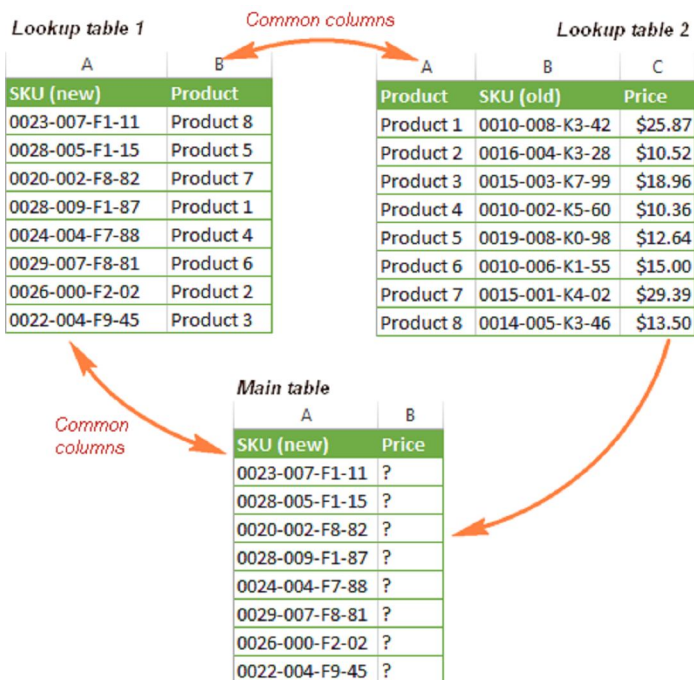 Lookup table 1
Common columns
Lookup table 2
A B
SKU (new) Product
0023-007-F1-11 Product 8
0028-005-F1-15 Product 5
0020-002-F8-82 Product 7
0028-009-F1-87 Product 1
0024-004-F7-88 Product 4
0029-007-F8-81 Product 6
0026-000-F2-02 Product 2
0022-004-F9-45 Product 3
A B C
Product SKU (old) Price
Product 1 0010-008-K3-42 $25.87
Product 2 0016-004-K3-28 $10.52
Product 3 0015-003-K7-99 $18.96
Product 4 0010-002-K5-60 $10.36
Product 5 0019-008-K0-98 $12.64
Product 6 0010-006-K1-55 $15.00
Product 7 0015-001-K4-02 $29.39
Product 8 0014-005-K3-46 $13.50
Common
columns
Main table
A B
SKU (new) Price
0023-007-F1-11 ?
0028-005-F1-15 ?
0020-002-F8-82 ?
0028-009-F1-87 ?
0024-004-F7-88 ?
0029-007-F8-81 ?
0026-000-F2-02 ?
0022-004-F9-45 ?